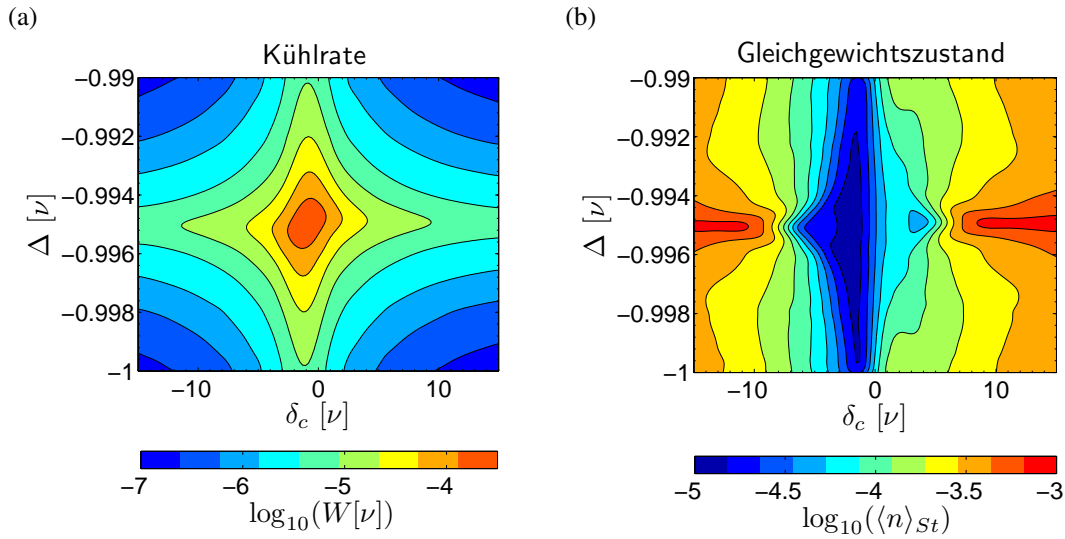 (a)
Kühlrate
−0.99
−0.992
−0.994
−0.996
−0.998
−1
Δ [ν]
−10 0 10
δc [ν]
−7 −6 −5 −4
log10(W[ν])
(b)
Gleichgewichtszustand
−0.99
−0.992
−0.994
−0.996
−0.998
−1
Δ [ν]
−10 −5 0 5 10
δc [ν]
−5 −4.5 −4 −3.5 −3
log10(⟨n⟩St)